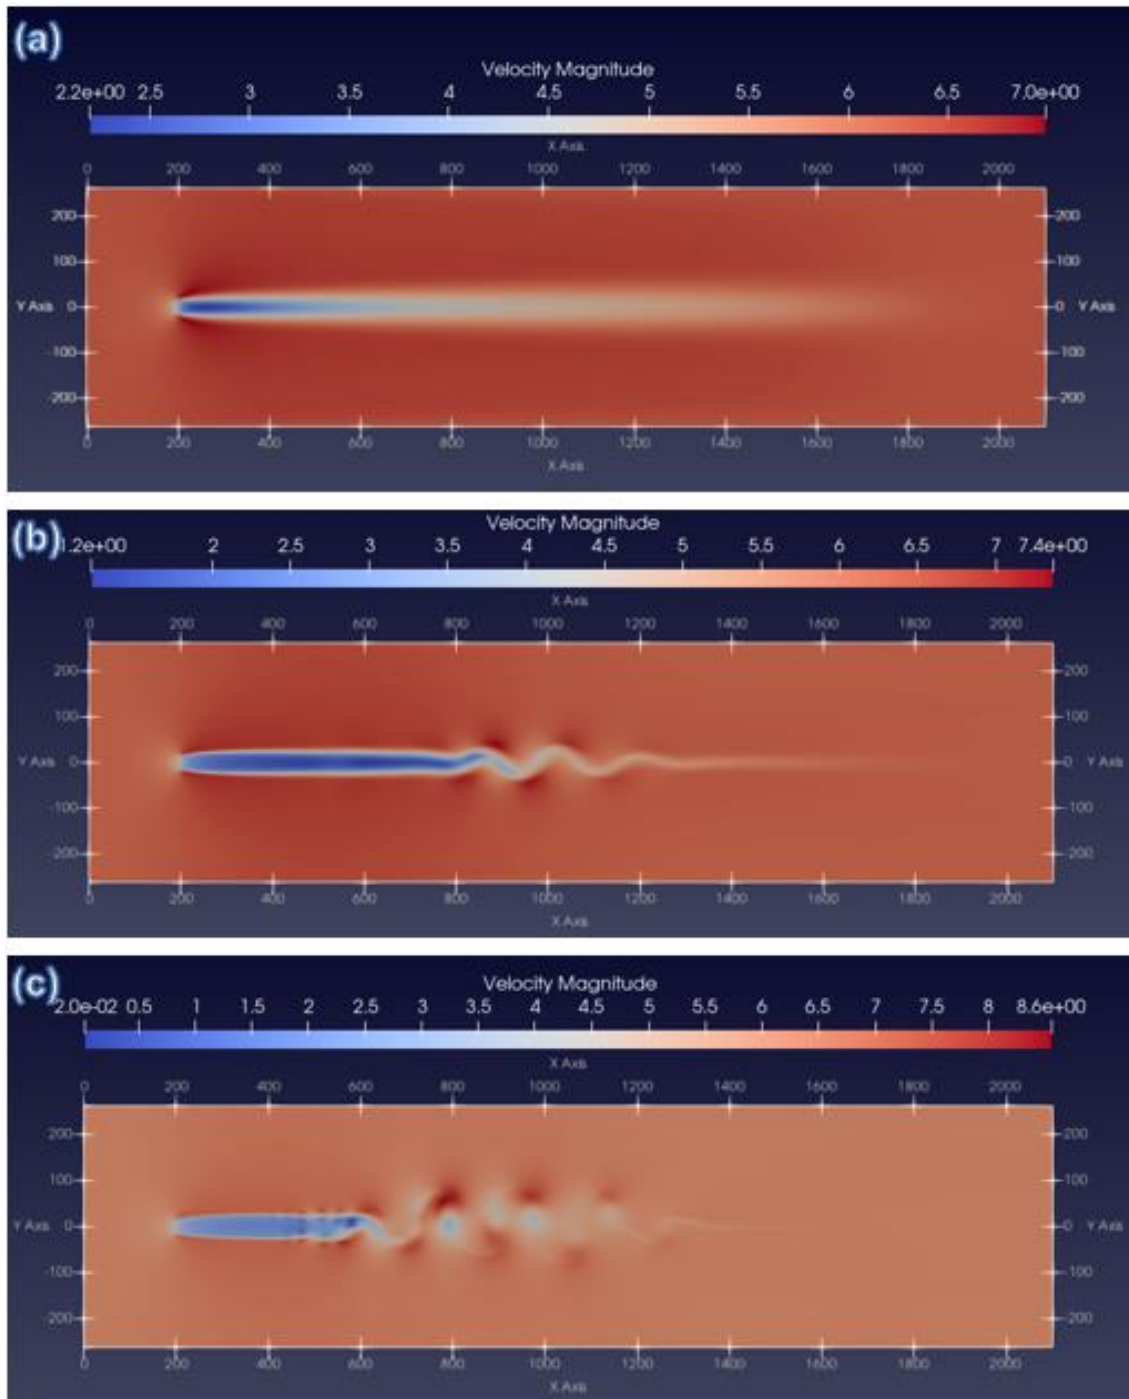 (a)
Velocity Magnitude
2.2e+00 2.5 3 3.5 4 4.5 5 5.5 6 6.5 7.0e+00
X Axis
0 200 400 600 800 1000 1200 1400 1600 1800 2000
200 200
100 100
Y Axis 0 0 Y Axis
-100 -100
-200 -200
0 200 400 600 800 1000 1200 1400 1600 1800 2000
X Axis
(b)
Velocity Magnitude
1.2e+00 2 2.5 3 3.5 4 4.5 5 5.5 6 6.5 7 7.4e+00
X Axis
0 200 400 600 800 1000 1200 1400 1600 1800 2000
200 200
100 100
Y Axis 0 0 Y Axis
-100 -100
-200 -200
0 200 400 600 800 1000 1200 1400 1600 1800 2000
X Axis
(c)
Velocity Magnitude
2.0e-02 0.5 1 1.5 2 2.5 3 3.5 4 4.5 5 5.5 6 6.5 7 7.5 8 8.6e+00
X Axis
0 200 400 600 800 1000 1200 1400 1600 1800 2000
200 200
100 100
Y Axis 0 0 Y Axis
-100 -100
-200 -200
0 200 400 600 800 1000 1200 1400 1600 1800 2000
X Axis